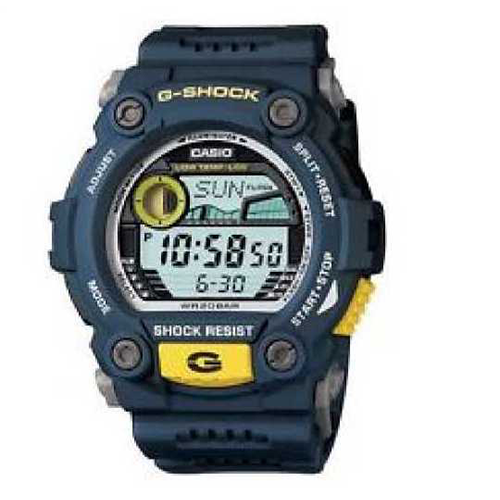 G-SHOCK
ADJUST
SPLIT·RESET
CASIO
LOW TEMP-LCD
SUN
P 10:58 50
6-30
MODE
START·STOP
WR20BAR
SHOCK RESIST
G